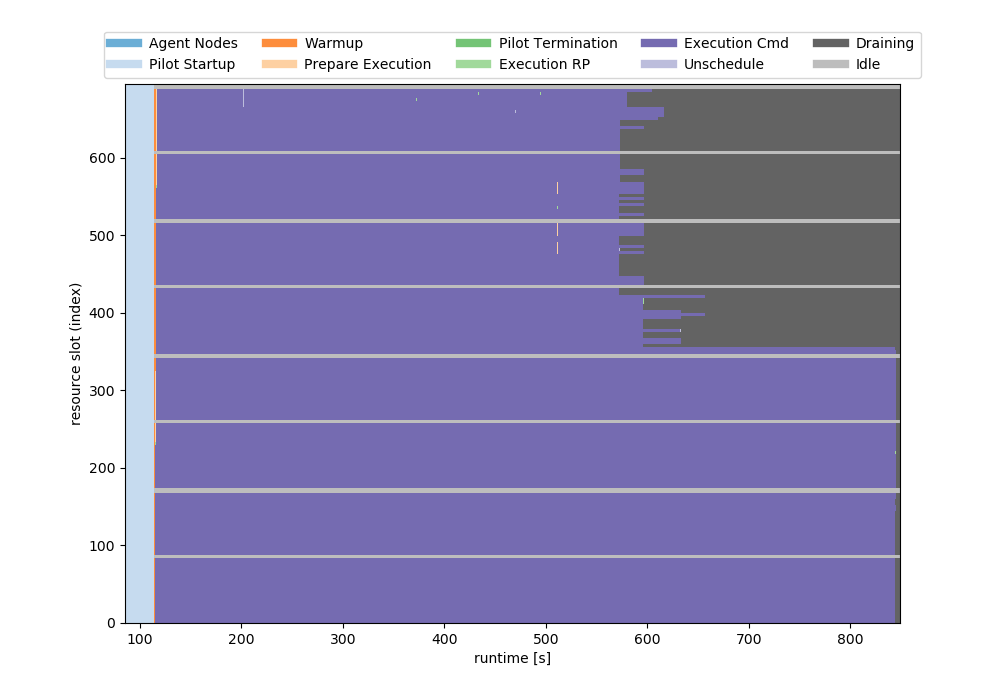 Agent Nodes Warmup Pilot Termination Execution Cmd Draining
Pilot Startup Prepare Execution Execution RP Unschedule Idle
600
500
400
300
200
100
0
resource slot (index)
100 200 300 400 500 600 700 800
runtime [s]